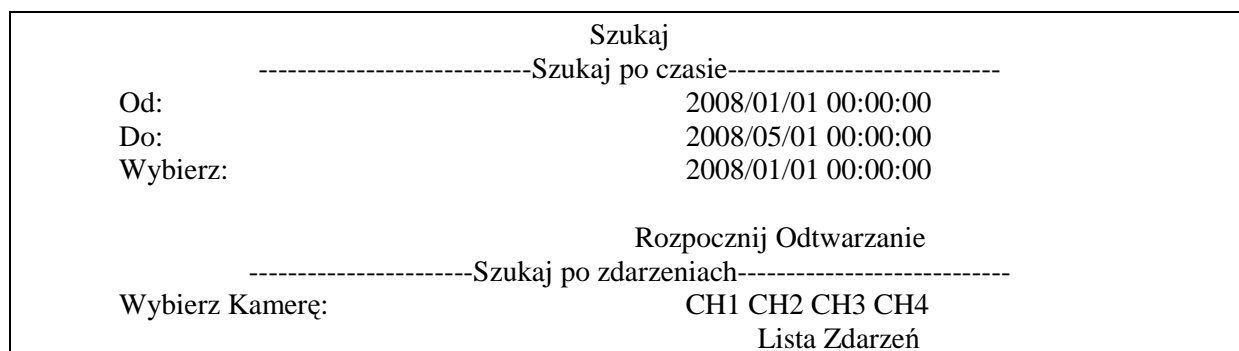 Szukaj
----------------------------Szukaj po czasie----------------------------
Od: 2008/01/01 00:00:00
Do: 2008/05/01 00:00:00
Wybierz: 2008/01/01 00:00:00
Rozpocznij Odtwarzanie
-----------------------Szukaj po zdarzeniach----------------------------
Wybierz Kamerę: CH1 CH2 CH3 CH4
Lista Zdarzeń